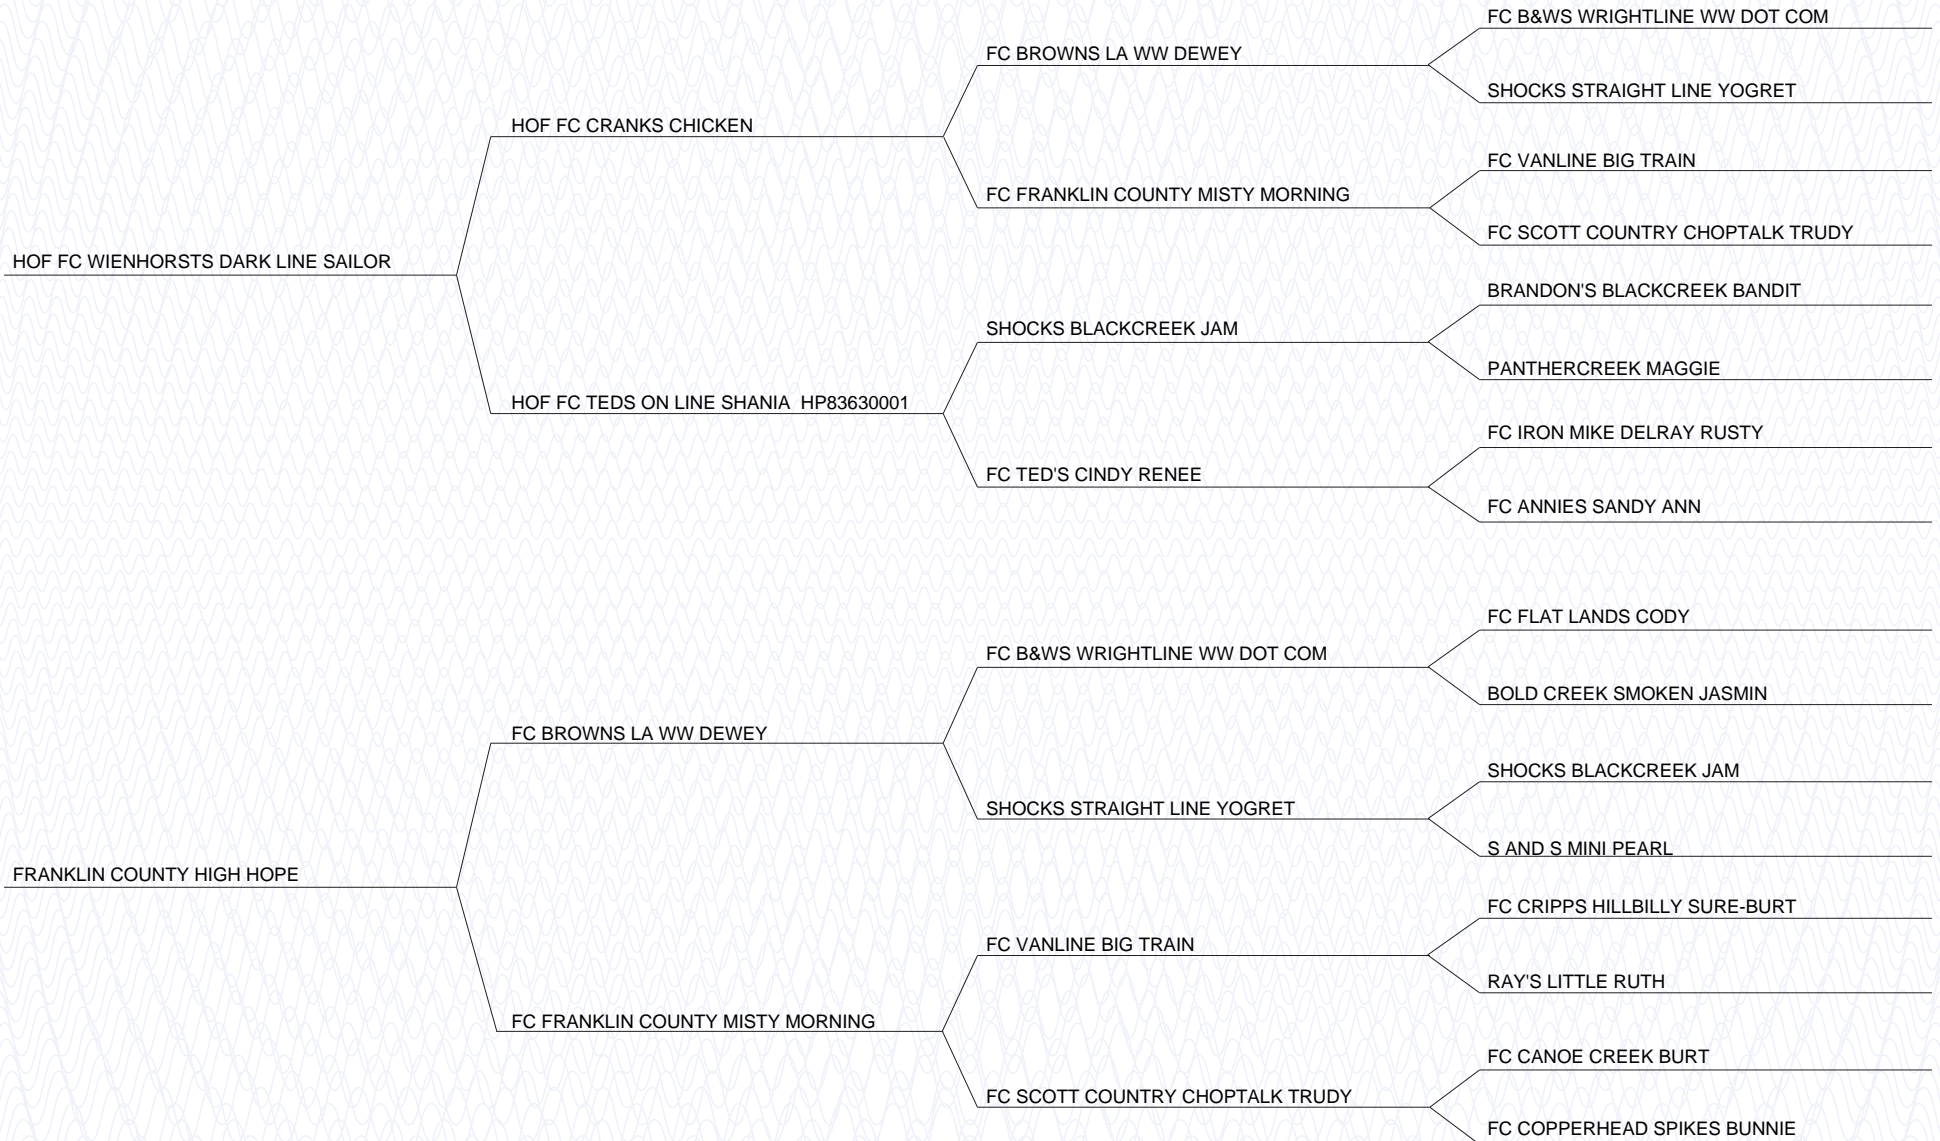 FC B&WS WRIGHTLINE WW DOT COM
FC BROWNS LA WW DEWEY
SHOCKS STRAIGHT LINE YOGRET
HOF FC CRANKS CHICKEN
FC VANLINE BIG TRAIN
FC FRANKLIN COUNTY MISTY MORNING
FC SCOTT COUNTRY CHOPTALK TRUDY
HOF FC WIENHORSTS DARK LINE SAILOR
BRANDON'S BLACKCREEK BANDIT
SHOCKS BLACKCREEK JAM
PANTHERCREEK MAGGIE
HOF FC TEDS ON LINE SHANIA HP83630001
FC IRON MIKE DELRAY RUSTY
FC TED'S CINDY RENEE
FC ANNIES SANDY ANN
FC FLAT LANDS CODY
FC B&WS WRIGHTLINE WW DOT COM
BOLD CREEK SMOKEN JASMIN
FC BROWNS LA WW DEWEY
SHOCKS BLACKCREEK JAM
SHOCKS STRAIGHT LINE YOGRET
S AND S MINI PEARL
FRANKLIN COUNTY HIGH HOPE
FC CRIPPS HILLBILLY SURE-BURT
FC VANLINE BIG TRAIN
RAY'S LITTLE RUTH
FC FRANKLIN COUNTY MISTY MORNING
FC CANOE CREEK BURT
FC SCOTT COUNTRY CHOPTALK TRUDY
FC COPPERHEAD SPIKES BUNNIE